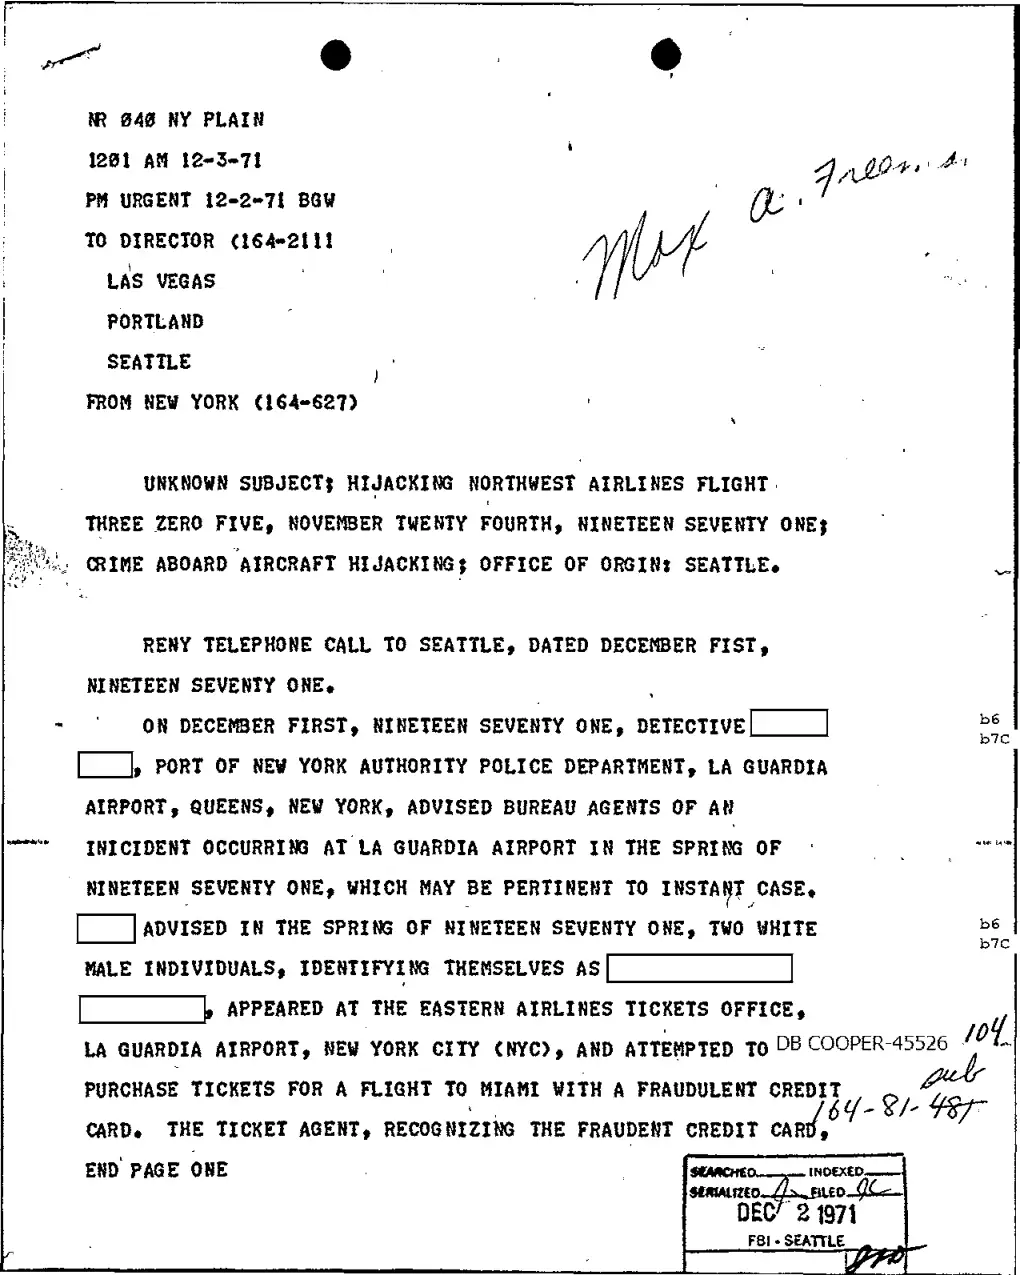 NR 040 NY PLAIN
1201 AM 12-3-71
PM URGENT 12-2-71 BGW
TO DIRECTOR (164-2111
LAS VEGAS
PORTLAND
SEATTLE
FROM NEW YORK (164-627)
Max a.
UNKNOWN SUBJECT; HIJACKING NORTHWEST AIRLINES FLIGHT
THREE ZERO FIVE, NOVEMBER TWENTY FOURTH, NINETEEN SEVENTY ONE;
CRIME ABOARD AIRCRAFT HIJACKING; OFFICE OF ORGIN: SEATTLE.
RENY TELEPHONE CALL TO SEATTLE, DATED DECEMBER FIST,
NINETEEN SEVENTY ONE.
ON DECEMBER FIRST, NINETEEN SEVENTY ONE, DETECTIVE
b6
b7C
, PORT OF NEW YORK AUTHORITY POLICE DEPARTMENT, LA GUARDIA
AIRPORT, QUEENS, NEW YORK, ADVISED BUREAU AGENTS OF AN
INICIDENT OCCURRING AT LA GUARDIA AIRPORT IN THE SPRING OF
NINETEEN SEVENTY ONE, WHICH MAY BE PERTINENT TO INSTANT CASE.
ADVISED IN THE SPRING OF NINETEEN SEVENTY ONE, TWO WHITE
b6
b7C
MALE INDIVIDUALS, IDENTIFYING THEMSELVES AS
, APPEARED AT THE EASTERN AIRLINES TICKETS OFFICE,
LA GUARDIA AIRPORT, NEW YORK CITY (NYC), AND ATTEMPTED TO
DB COOPER-45526
104
PURCHASE TICKETS FOR A FLIGHT TO MIAMI WITH A FRAUDULENT CREDIT
sub
164-81-485
CARD. THE TICKET AGENT, RECOGNIZING THE FRAUDENT CREDIT CARD,
END PAGE ONE
SEARCHED INDEXED
SERIALIZED FILED
DEC 2 1971
FBI - SEATTLE